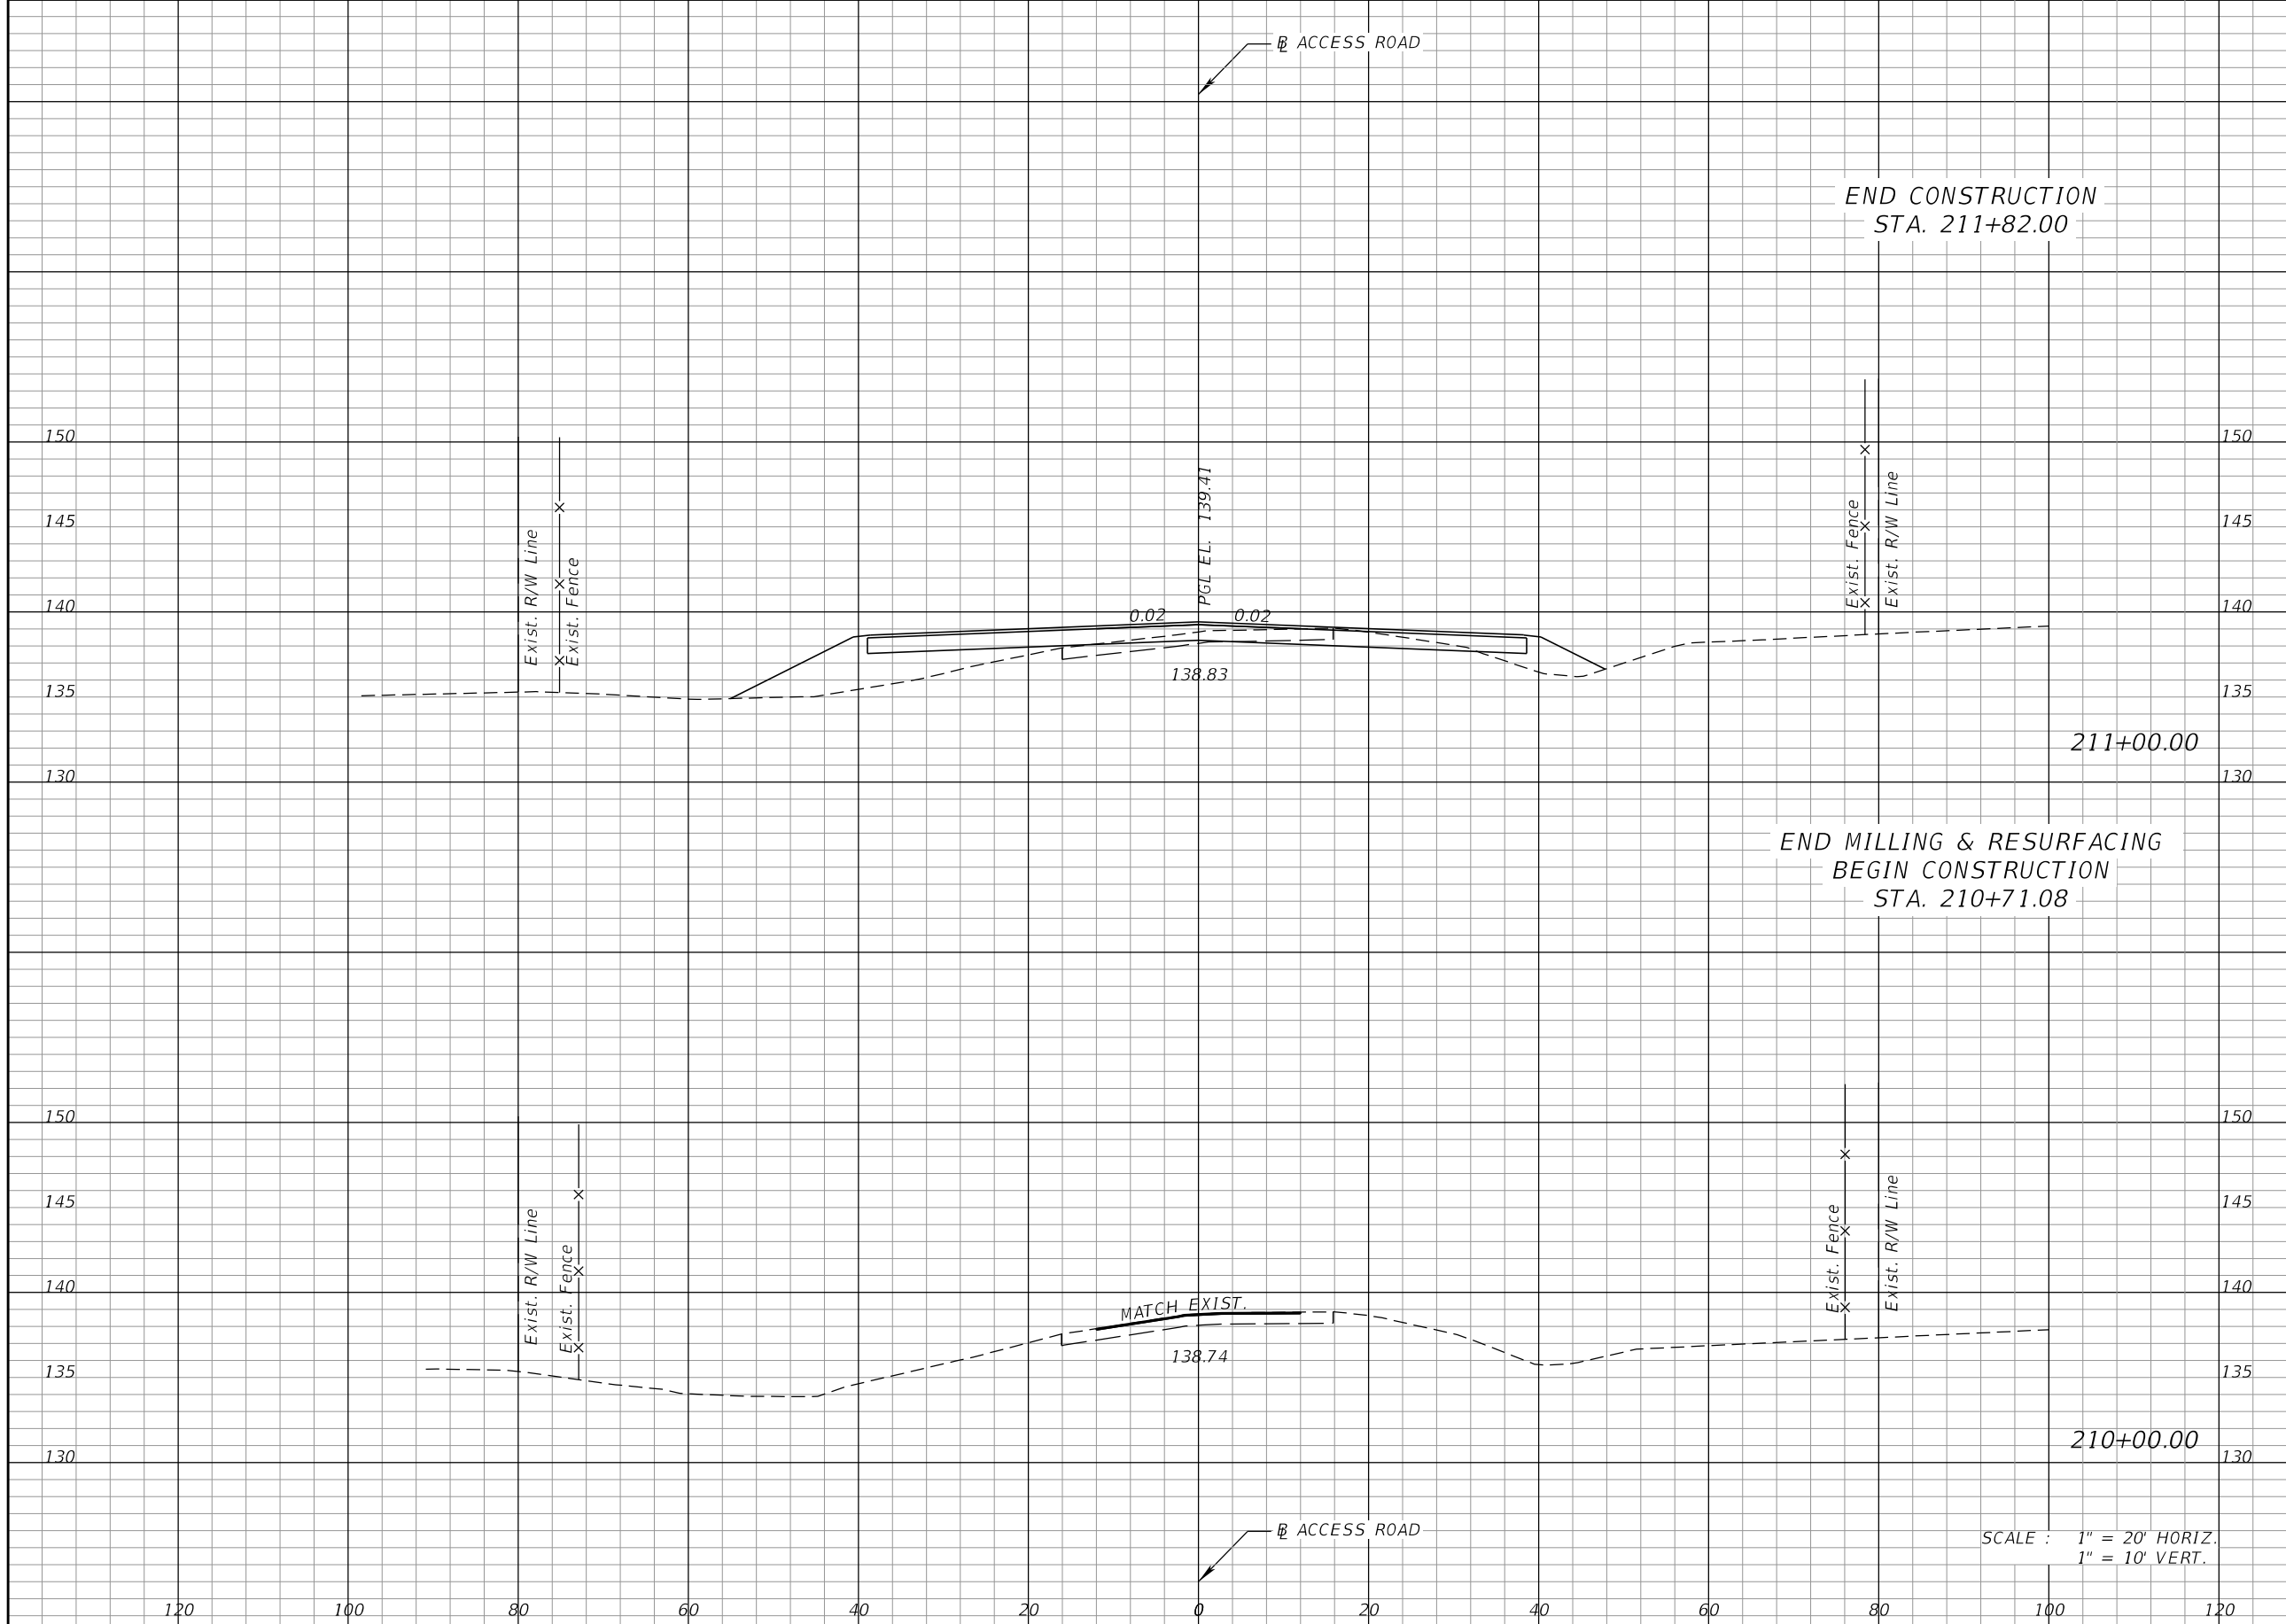 BL ACCESS ROAD
END CONSTRUCTION
STA. 211+82.00
150
150
145
145
140
140
135
135
130
130
Exist. R/W Line
Exist. Fence
PGL EL. 139.41
0.02
0.02
138.83
Exist. Fence
Exist. R/W Line
211+00.00
END MILLING & RESURFACING
BEGIN CONSTRUCTION
STA. 210+71.08
150
150
145
145
140
140
135
135
130
130
Exist. R/W Line
Exist. Fence
MATCH EXIST.
138.74
Exist. Fence
Exist. R/W Line
210+00.00
BL ACCESS ROAD
SCALE : 1" = 20' HORIZ.
1" = 10' VERT.
120 100 80 60 40 20 0 20 40 60 80 100 120